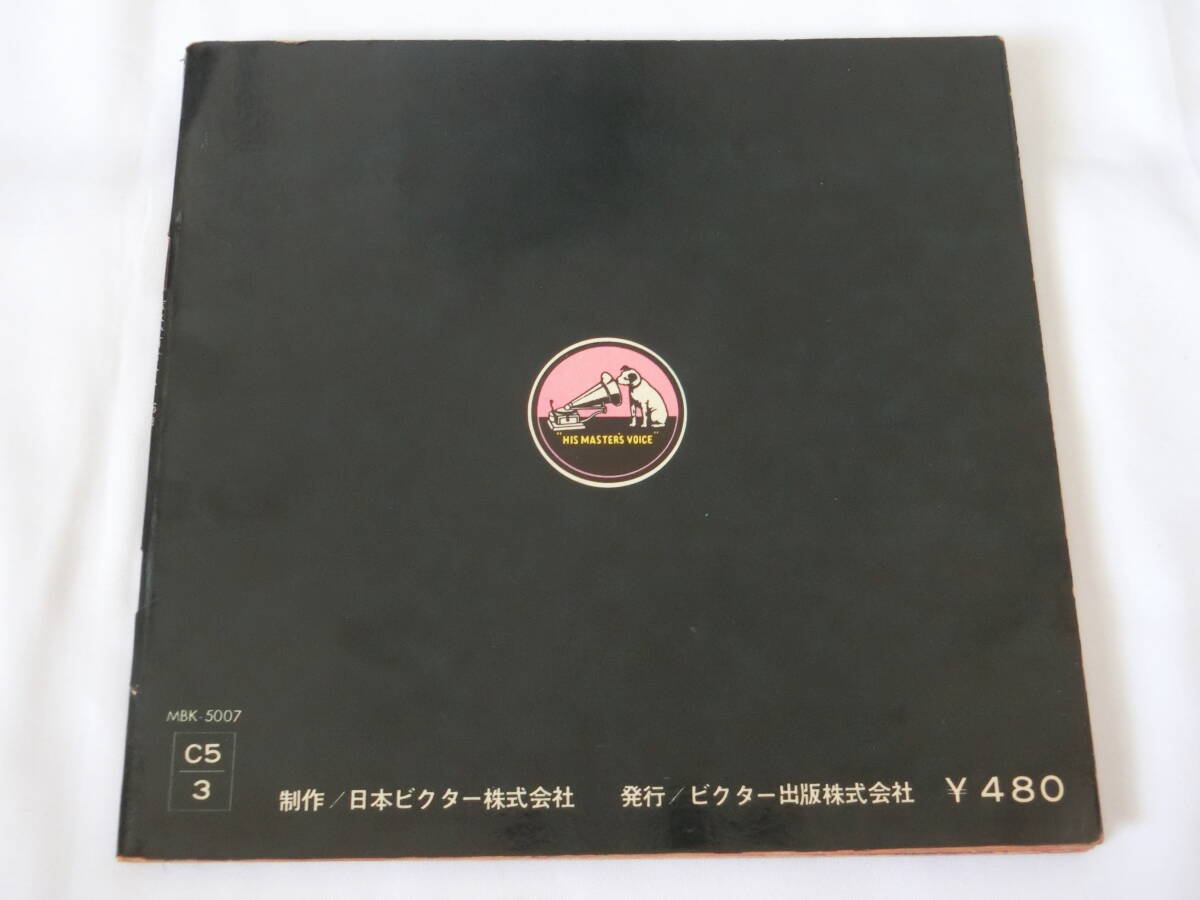 "HIS MASTER'S VOICE"
MBK-5007
C5
3
制作/日本ビクター株式会社 発行/ビクター出版株式会社 ¥480